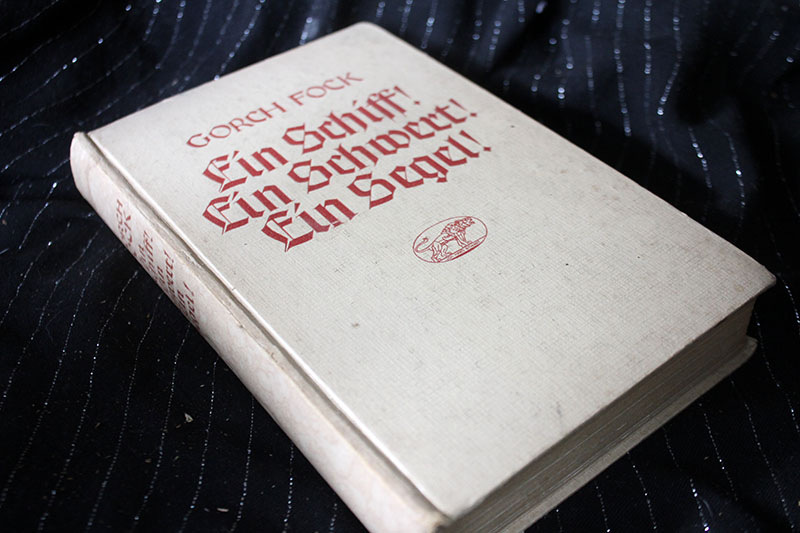 GORCH FOCK
Ein Schiff!
Ein Schwert!
Ein Segel!